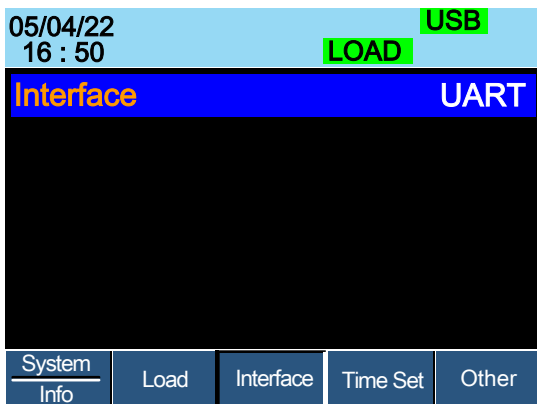 05/04/22
USB
16 : 50
LOAD
Interface UART
System
Info
Load
Interface
Time Set
Other